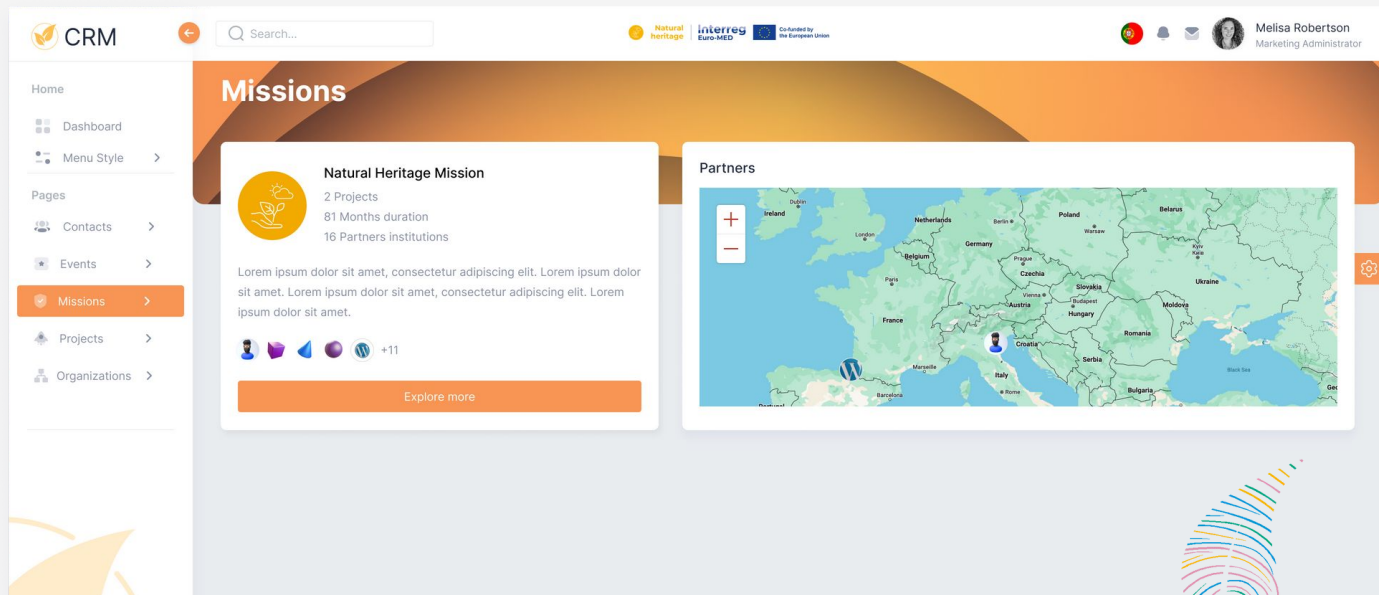 CRM
Search...
Natural
heritage
Interreg
Euro-MED
Co-funded by
the European Union
Melisa Robertson
Marketing Administrator
Home
Dashboard
Menu Style
Pages
Contacts
Events
Missions
Projects
Organizations
Missions
Natural Heritage Mission
2 Projects
81 Months duration
16 Partners institutions
Lorem ipsum dolor sit amet, consectetur adipiscing elit. Lorem ipsum dolor
sit amet. Lorem ipsum dolor sit amet, consectetur adipiscing elit. Lorem
ipsum dolor sit amet.
+11
Explore more
Partners
Dublin
Ireland
London
Netherlands
Berlin
Poland
Warsaw
Belarus
Belgium
Germany
Prague
Czechia
Kyiv
Ukraine
Paris
Slovakia
Vienna
Budapest
Austria
Hungary
Moldova
France
Romania
Croatia
Serbia
Marseille
Italy
Black Sea
Barcelona
Rome
Bulgaria